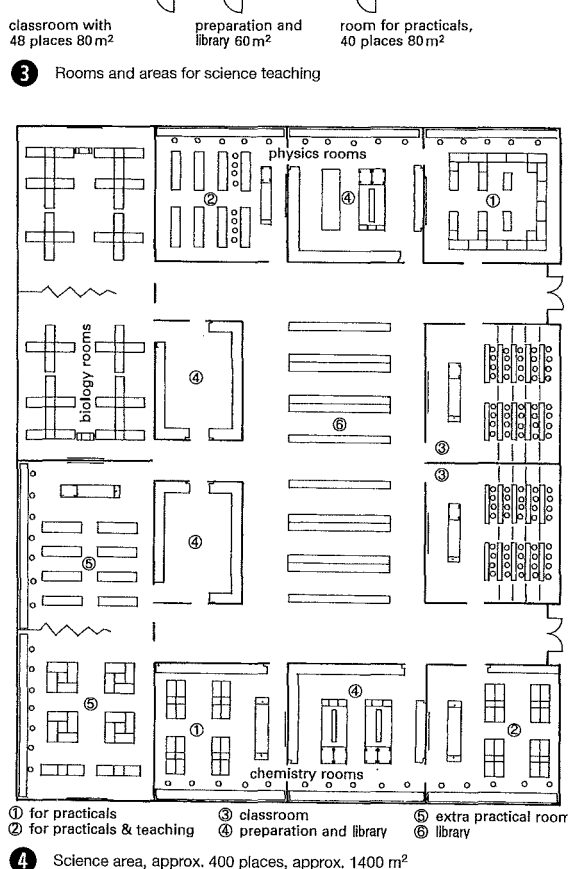 classroom with
48 places 80 m²
preparation and
library 60 m²
room for practicals,
40 places 80 m²
3 Rooms and areas for science teaching
physics rooms
②
④
①
biology rooms
④
⑥
③
③
④
⑤
⑤
①
④
②
chemistry rooms
① for practicals
② for practicals & teaching
③ classroom
④ preparation and library
⑤ extra practical room
⑥ library
4 Science area, approx. 400 places, approx. 1400 m²